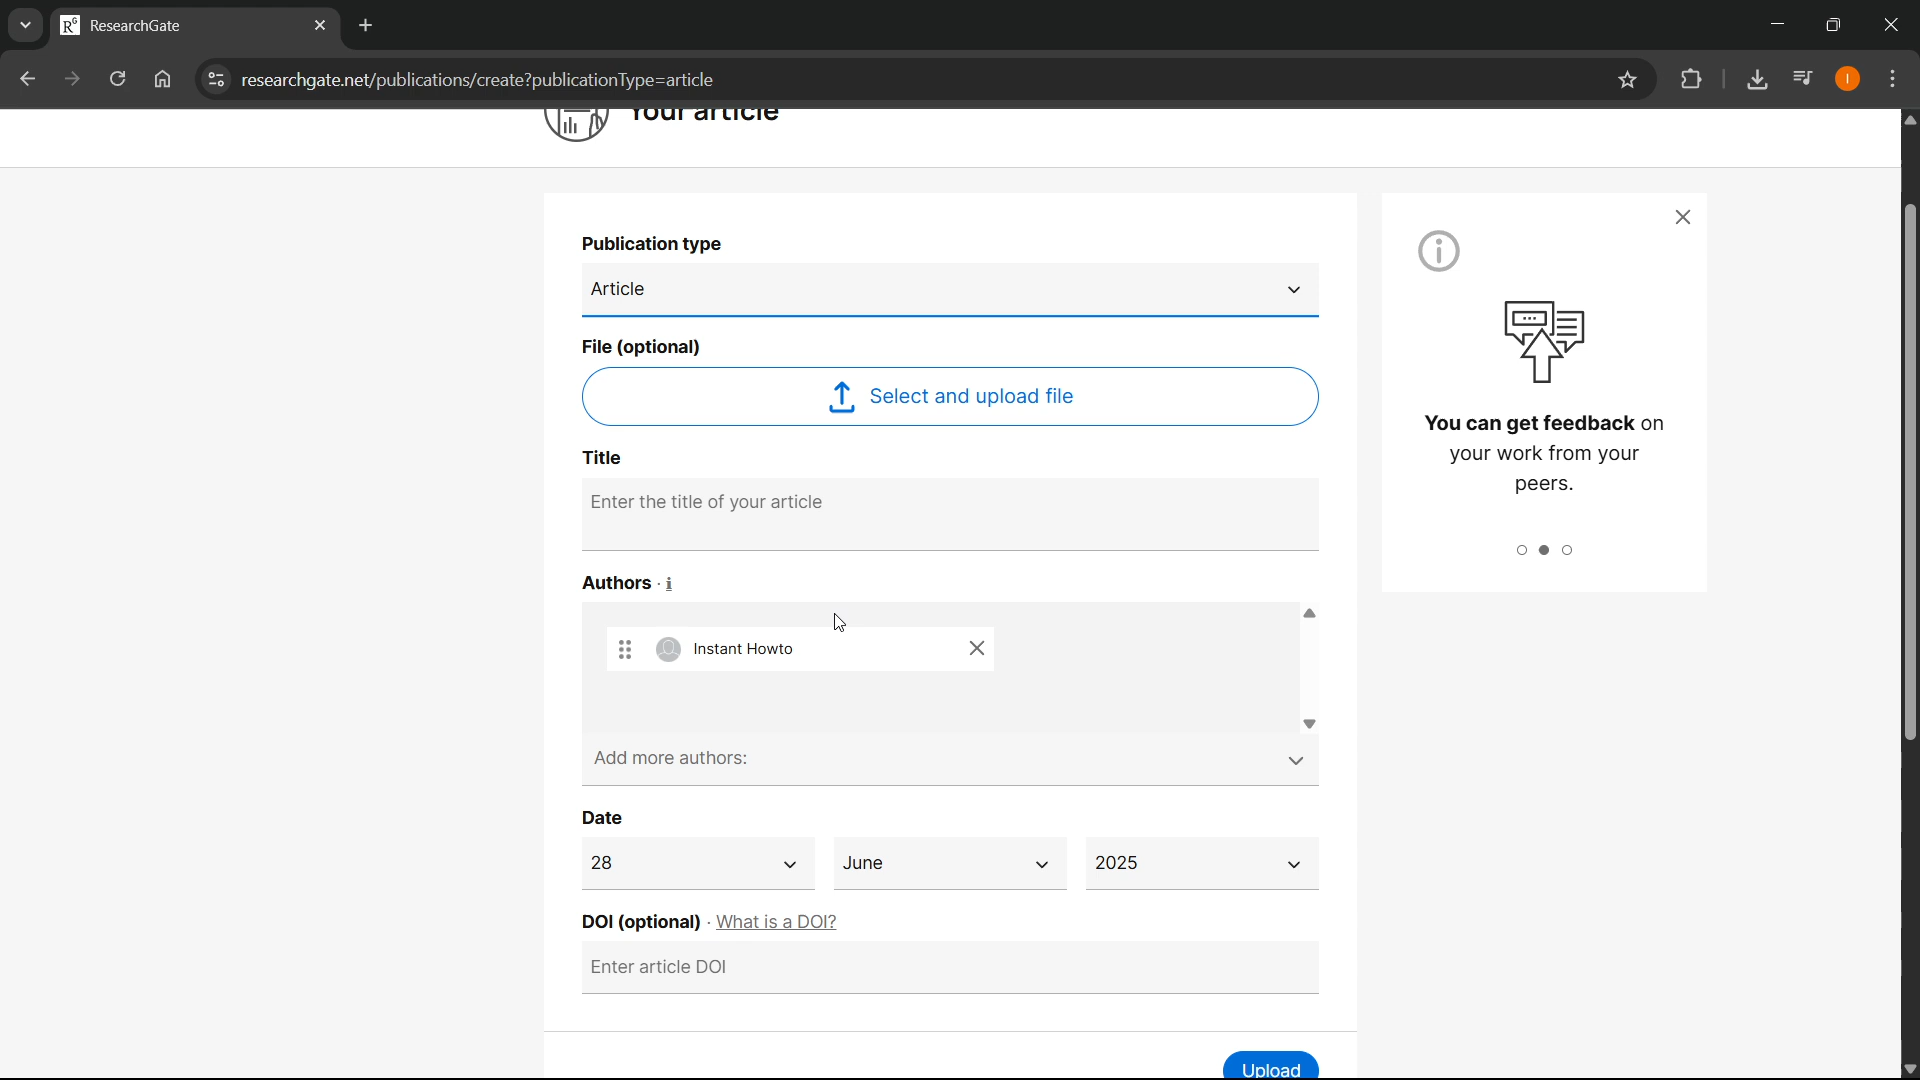 ResearchGate
researchgate.net/publications/create?publicationType=article
I
Your article
Publication type
Article
File (optional)
Select and upload file
Title
Enter the title of your article
Authors · i
Instant Howto
Add more authors:
Date
28 June 2025
DOI (optional) · What is a DOI?
Enter article DOI
Upload
You can get feedback on
your work from your
peers.